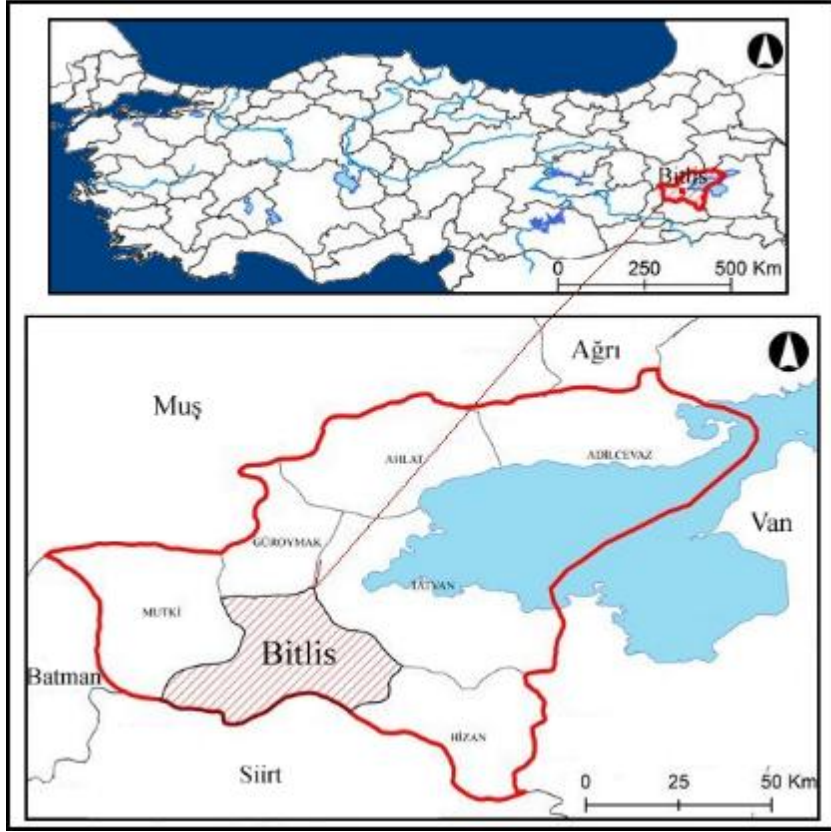 Bitlis
0 250 500 Km
Ağrı
Muş
AHLAT
ADİLCEVAZ
Van
GÜROYMAK
TATVAN
MUTKİ
Bitlis
Batman
HİZAN
Siirt
0 25 50 Km